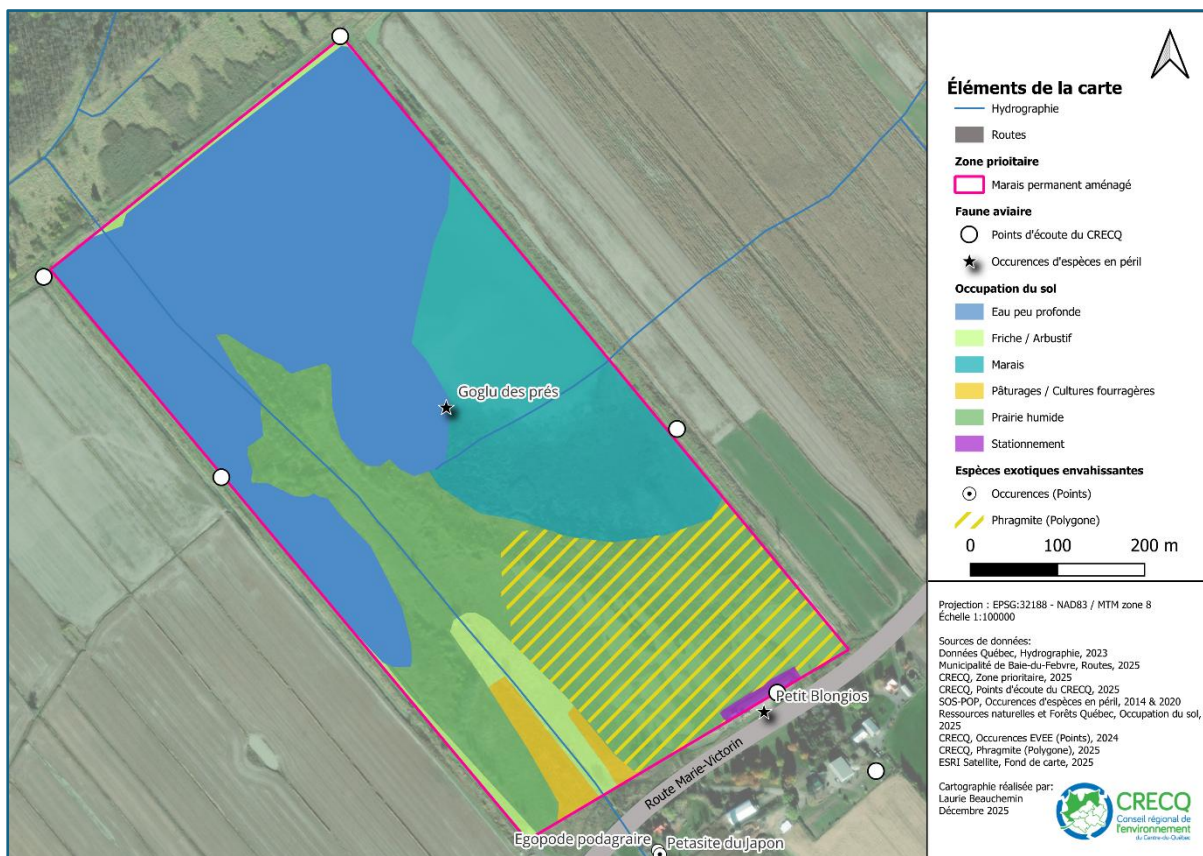 Goglu des prés
Petit Blongios
Route Marie-Victorin
Egopode podagraire
Petasite du Japon
Éléments de la carte
Hydrographie
Routes
Zone prioitaire
Marais permanent aménagé
Faune aviaire
Points d'écoute du CRECQ
Occurences d'espèces en péril
Occupation du sol
Eau peu profonde
Friche / Arbustif
Marais
Pâturages / Cultures fourragères
Prairie humide
Stationnement
Espèces exotiques envahissantes
Occurences (Points)
Phragmite (Polygone)
0 100 200 m
Projection : EPSG:32188 - NAD83 / MTM zone 8
Échelle 1:100000
Sources de données:
Données Québec, Hydrographie, 2023
Municipalité de Baie-du-Febvre, Routes, 2025
CRECQ, Zone prioritaire, 2025
CRECQ, Points d'écoute du CRECQ, 2025
SOS-POP, Occurences d'espèces en péril, 2014 & 2020
Ressources naturelles et Forêts Québec, Occupation du sol,
2025
CRECQ, Occurences EVEE (Points), 2024
CRECQ, Phragmite (Polygone), 2025
ESRI Satellite, Fond de carte, 2025
Cartographie réalisée par:
Laurie Beauchemin
Décembre 2025
CRECQ
Conseil régional de
l'environnement
du Centre-du-Québec